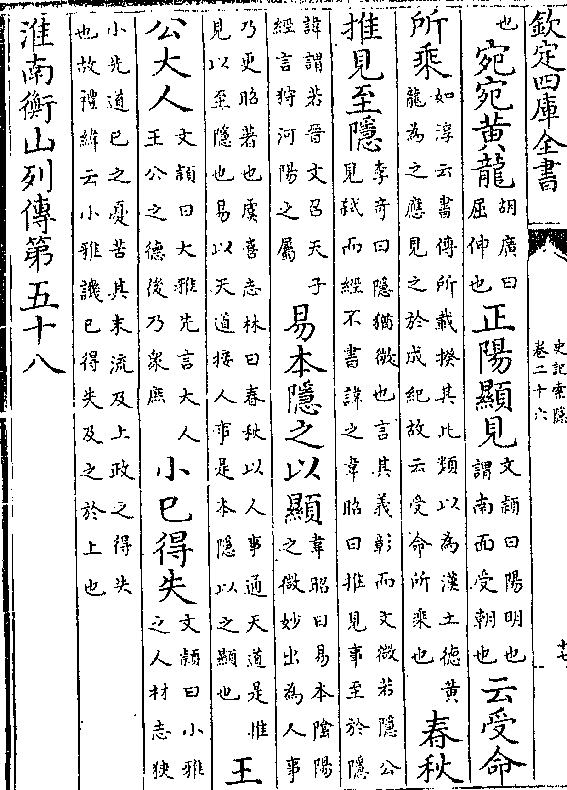 欽定四庫全書
史記索隱
卷二十六
十七
也宛宛黃龍胡廣曰屈伸也正陽顯見文穎曰陽明也謂南面受朝也云受命
所乗如淳云書傳所載揆其比類以為漢土德黃龍為之應見之於成紀故云受命所乗也春秋
推見至隱李奇曰隱猶微也言其義彰而文微若隱公見弑而經不書諱之韋昭曰推見事至於隱
諱謂若晉文召天子經言狩河陽之屬易本隱之以顯韋昭曰易本陰陽之微妙出為人事
乃更昭著也虞喜志林曰春秋以人事通天道是惟見以至隱也易以天道接人事是本隱以之顯也王
公大人文穎曰大雅先言大人王公之德後乃衆庶小已得失文穎曰小雅之人材志狹
小先道已之憂苦其末流及上政之得失也故禮緯云小雅譏已得失及之於上也
淮南衡山列傳第五十八